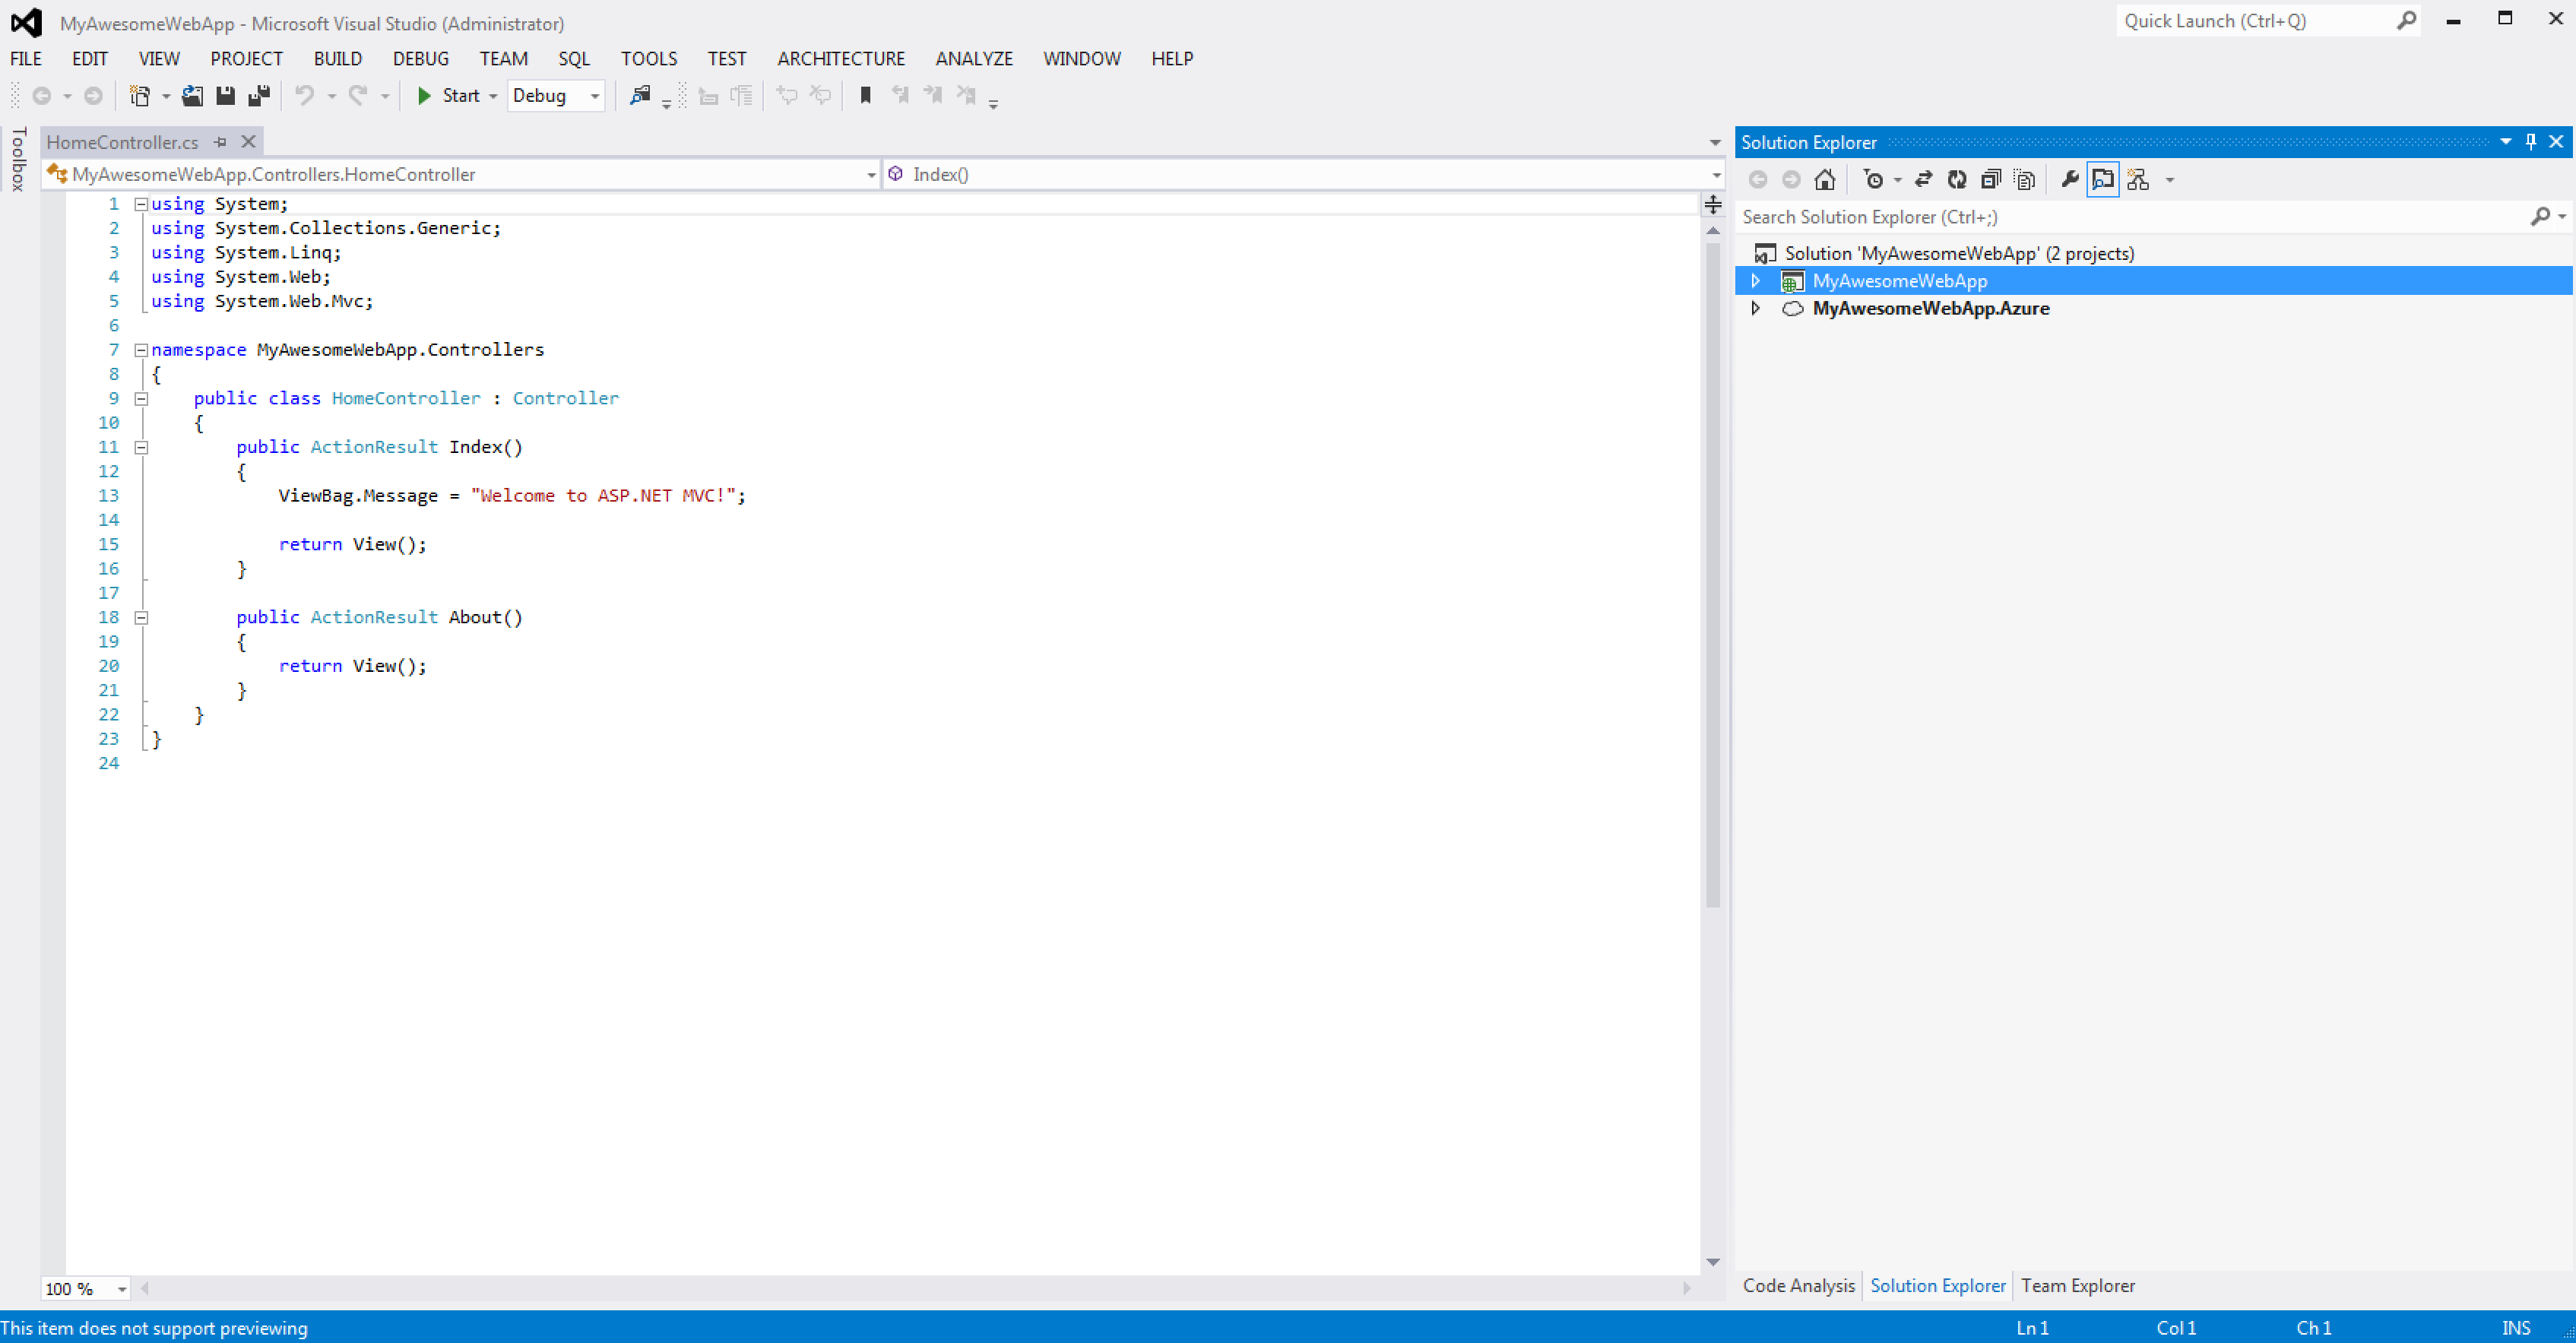 MyAwesomeWebApp - Microsoft Visual Studio (Administrator)
Quick Launch (Ctrl+Q)
FILE EDIT VIEW PROJECT BUILD DEBUG TEAM SQL TOOLS TEST ARCHITECTURE ANALYZE WINDOW HELP
Start Debug
Toolbox
HomeController.cs
MyAwesomeWebApp.Controllers.HomeController Index()
1 using System;
2 using System.Collections.Generic;
3 using System.Linq;
4 using System.Web;
5 using System.Web.Mvc;
6
7 namespace MyAwesomeWebApp.Controllers
8 {
9 public class HomeController : Controller
10 {
11 public ActionResult Index()
12 {
13 ViewBag.Message = "Welcome to ASP.NET MVC!";
14
15 return View();
16 }
17
18 public ActionResult About()
19 {
20 return View();
21 }
22 }
23 }
24
100 %
Solution Explorer
Search Solution Explorer (Ctrl+;)
Solution 'MyAwesomeWebApp' (2 projects)
MyAwesomeWebApp
MyAwesomeWebApp.Azure
Code Analysis Solution Explorer Team Explorer
This item does not support previewing Ln 1 Col 1 Ch 1 INS